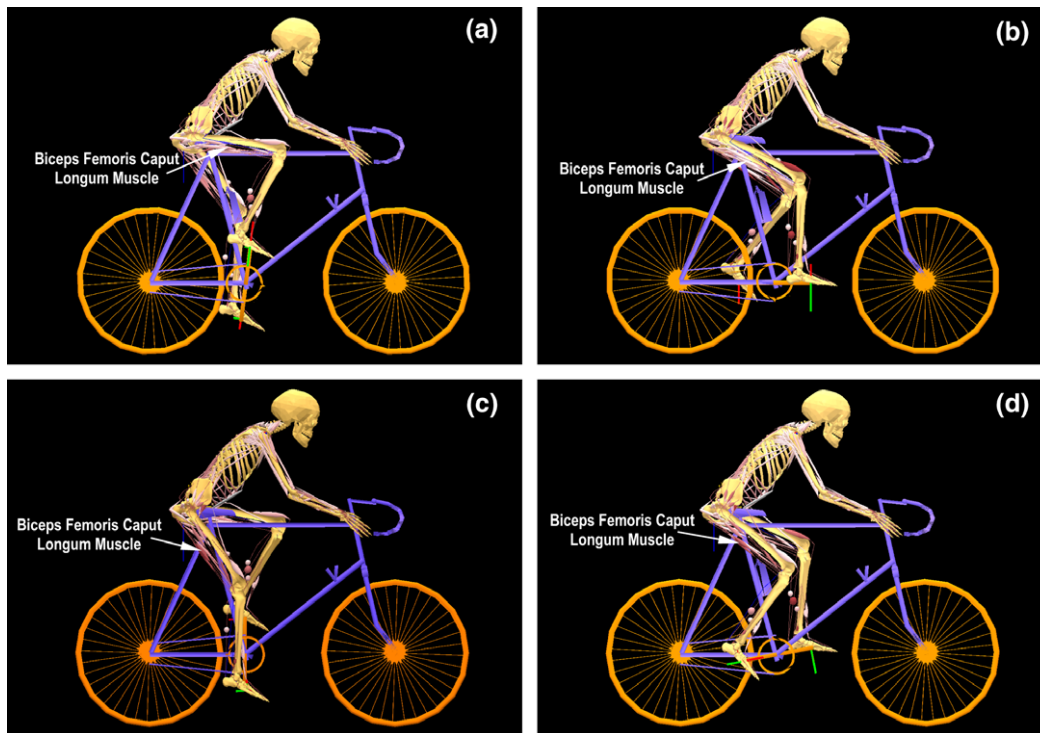 (a)
Biceps Femoris Caput
Longum Muscle
(b)
Biceps Femoris Caput
Longum Muscle
(c)
Biceps Femoris Caput
Longum Muscle
(d)
Biceps Femoris Caput
Longum Muscle